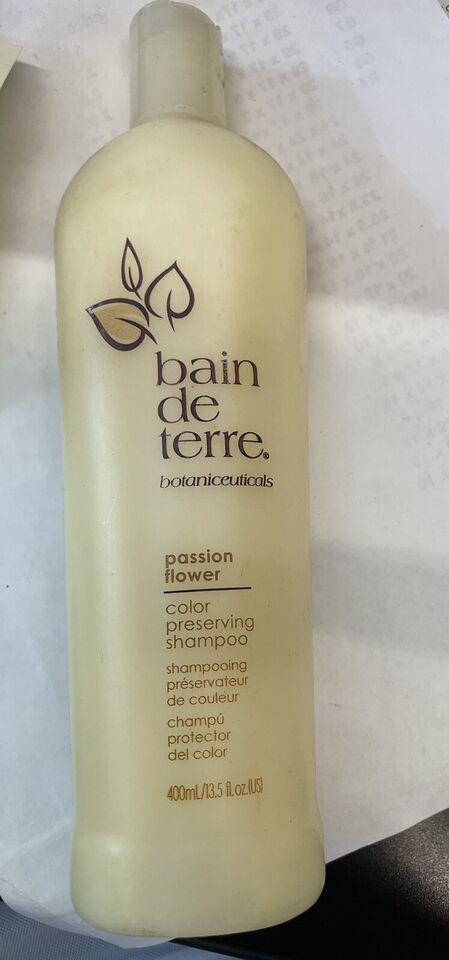 bain
de
terre®
botaniceuticals
passion
flower
color
preserving
shampoo
shampooing
préservateur
de couleur
champú
protector
del color
400mL/13.5 fl.oz.(US)